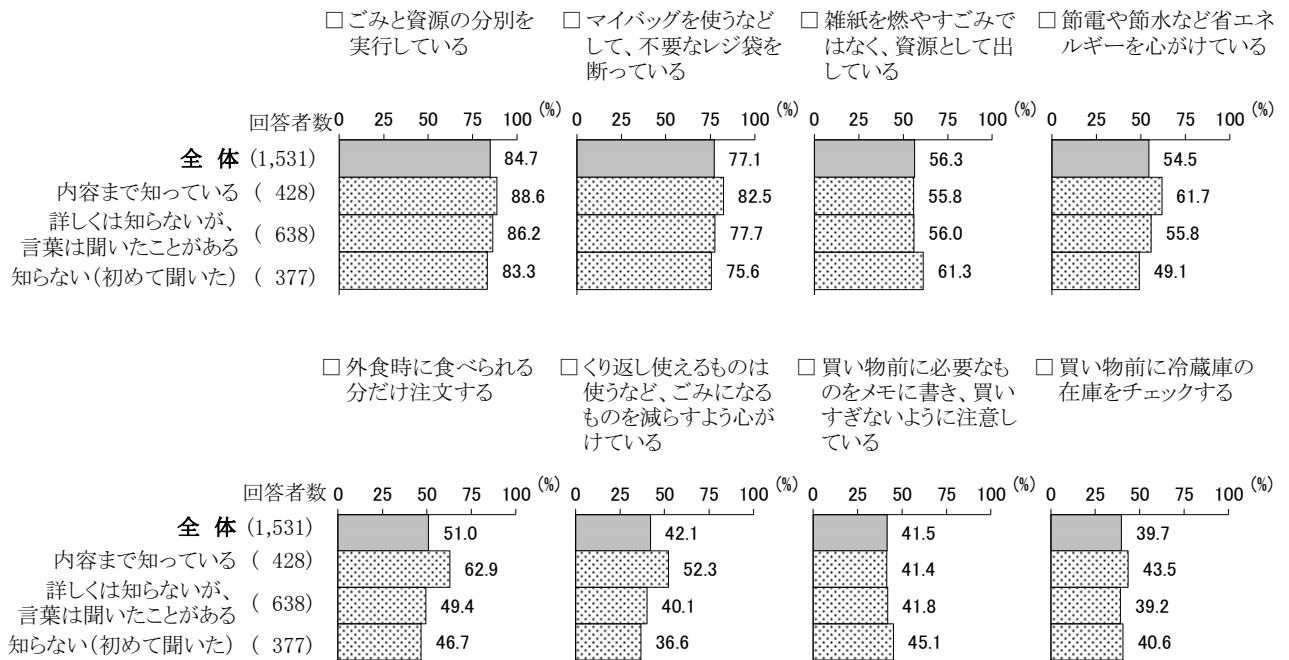 □ ごみと資源の分別を
実行している
□ マイバッグを使うなど
して、不要なレジ袋を
断っている
□ 雑紙を燃やすごみで
はなく、資源として出
している
□ 節電や節水など省エネ
ルギーを心がけている
回答者数 0 25 50 75 100 (%) 0 25 50 75 100 (%) 0 25 50 75 100 (%) 0 25 50 75 100 (%)
全 体 (1,531) 84.7 77.1 56.3 54.5
内容まで知っている ( 428) 88.6 82.5 55.8 61.7
詳しくは知らないが、
言葉は聞いたことがある ( 638) 86.2 77.7 56.0 55.8
知らない(初めて聞いた) ( 377) 83.3 75.6 61.3 49.1
□ 外食時に食べられる
分だけ注文する
□ くり返し使えるものは
使うなど、ごみになる
ものを減らすよう心が
けている
□ 買い物前に必要なも
のをメモに書き、買い
すぎないように注意し
ている
□ 買い物前に冷蔵庫の
在庫をチェックする
回答者数 0 25 50 75 100 (%) 0 25 50 75 100 (%) 0 25 50 75 100 (%) 0 25 50 75 100 (%)
全 体 (1,531) 51.0 42.1 41.5 39.7
内容まで知っている ( 428) 62.9 52.3 41.4 43.5
詳しくは知らないが、
言葉は聞いたことがある ( 638) 49.4 40.1 41.8 39.2
知らない(初めて聞いた) ( 377) 46.7 36.6 45.1 40.6